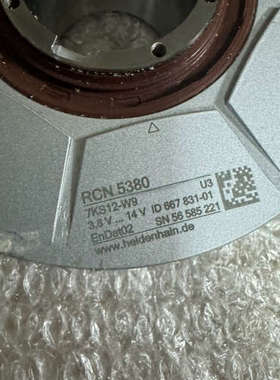 RCN 5380
7KS12-W9 U3
3.8 V ... 14 V ID 667 831-01
EnDat02 SN 56 585 221
www.heidenhain.de